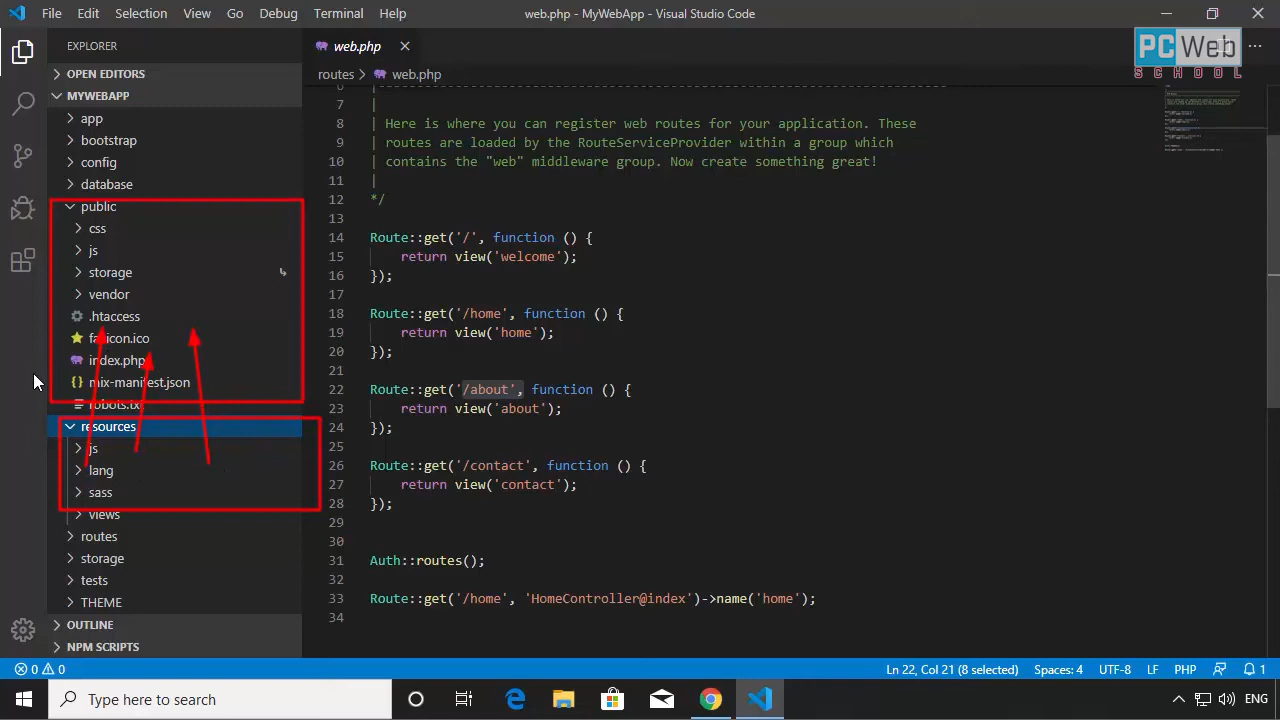 File Edit Selection View Go Debug Terminal Help web.php - MyWebApp - Visual Studio Code
PC Web
SCHOOL
EXPLORER
web.php
OPEN EDITORS
routes > web.php
MYWEBAPP
app
bootstrap
config
database
public
css
js
storage
vendor
.htaccess
favicon.ico
index.php
mix-manifest.json
robots.txt
resources
js
lang
sass
views
routes
storage
tests
THEME
OUTLINE
NPM SCRIPTS
6 |--------------------------------------------------------------------------
7 |
8 | Here is where you can register web routes for your application. These
9 | routes are loaded by the RouteServiceProvider within a group which
10 | contains the "web" middleware group. Now create something great!
11 |
12 */
13
14 Route::get('/', function () {
15 return view('welcome');
16 });
17
18 Route::get('/home', function () {
19 return view('home');
20 });
21
22 Route::get('/about', function () {
23 return view('about');
24 });
25
26 Route::get('/contact', function () {
27 return view('contact');
28 });
29
30
31 Auth::routes();
32
33 Route::get('/home', 'HomeController@index')->name('home');
34
0 0 Ln 22, Col 21 (8 selected) Spaces: 4 UTF-8 LF PHP 1
Type here to search ENG